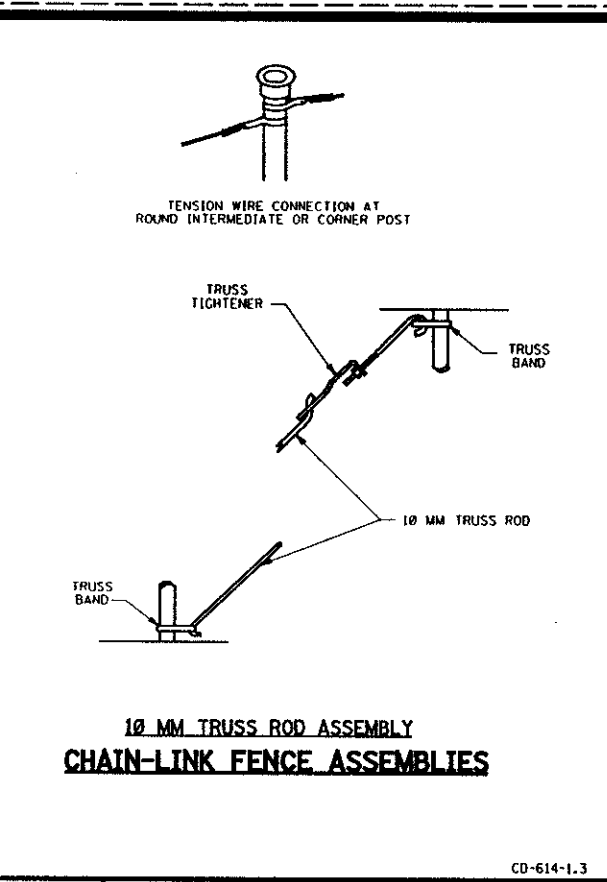 TENSION WIRE CONNECTION AT
ROUND INTERMEDIATE OR CORNER POST
TRUSS
TIGHTENER
TRUSS
BAND
10 MM TRUSS ROD
TRUSS
BAND
10 MM TRUSS ROD ASSEMBLY
CHAIN-LINK FENCE ASSEMBLIES
CD-614-1.3